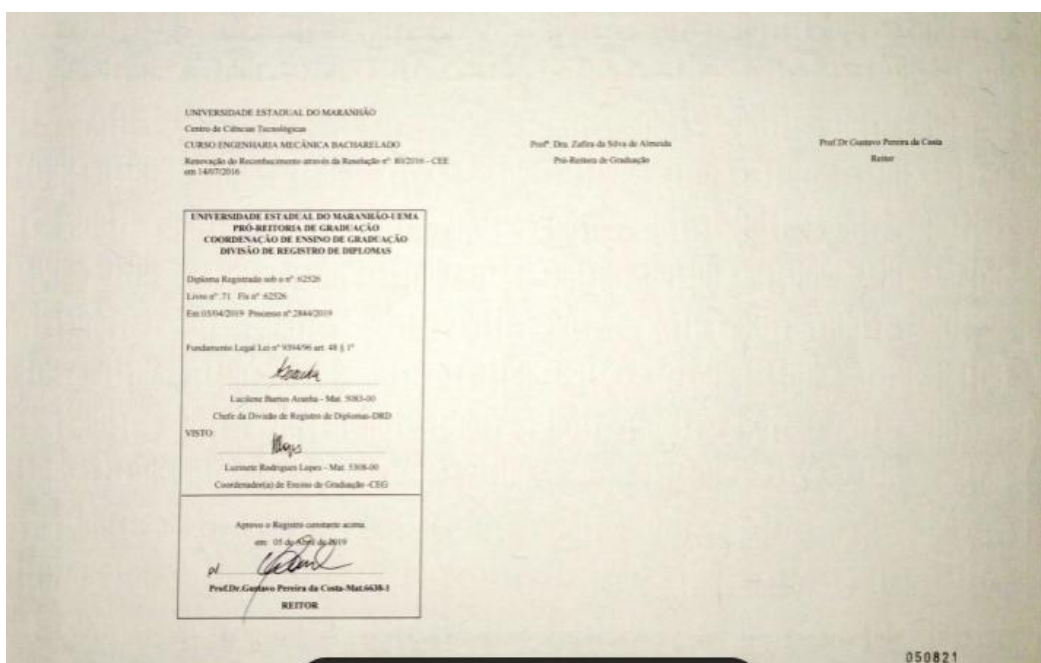 UNIVERSIDADE ESTADUAL DO MARANHÃO
Centro de Ciências Tecnológicas
CURSO ENGENHARIA MECÂNICA BACHARELADO
Renovação do Reconhecimento através da Resolução nº 80/2016 - CEE
em 14/07/2016
Profª. Dra. Zafira da Silva de Almeida
Pró-Reitora de Graduação
Prof.Dr Gustavo Pereira da Costa
Reitor
UNIVERSIDADE ESTADUAL DO MARANHÃO-UEMA
PRÓ-REITORIA DE GRADUAÇÃO
COORDENAÇÃO DE ENSINO DE GRADUAÇÃO
DIVISÃO DE REGISTRO DE DIPLOMAS
Diploma Registrado sob o nº :62526
Livro nº :71 Fls nº :62526
Em:05/04/2019 Processo nº:2844/2019
Fundamento Legal Lei nº 9394/96 art. 48 § 1º
Lucilene Barros Aranha - Mat. 5083-00
Chefe da Divisão de Registro de Diplomas-DRD
VISTO:
Luzinete Rodrigues Lopes - Mat. 5308-00
Coordenador(a) de Ensino de Graduação -CEG
Aprovo o Registro constante acima.
em: 05 de Abril de 2019
p/
Prof.Dr.Gustavo Pereira da Costa-Mat.6638-1
REITOR
050821